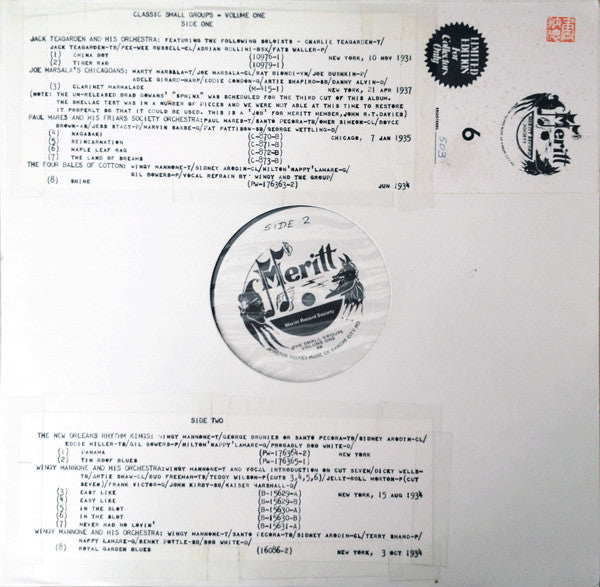 CLASSIC SMALL GROUPS - VOLUME ONE
SIDE ONE
JACK TEAGARDEN AND HIS ORCHESTRA: FEATURING THE FOLLOWING SOLOISTS - CHARLIE TEAGARDEN-T/
JACK TEAGARDEN-TB/PEE-WEE RUSSELL-CL/ADRIAN ROLLINI-BSX/FATS WALLER-P/
(1) CHINA BOY (10976-1) NEW YORK, 10 NOV 1931
(2) TIGER RAG (10979-1)
JOE MARSALA'S CHICAGOANS: MARTY MARSALA-T/JOE MARSALA-CL/RAY BIONDI-VN/JOE BUSHKIN-P/
ADELE GIRARD-HARP/EDDIE CONDON-G/ARTIE SHAPIRO-SB/DANNY ALVIN-D/
(3) CLARINET MARMALADE (M-415-1) NEW YORK, 21 APR 1937
(NOTE: THE UN-RELEASED BRAD GOWANS' "SPHINX" WAS SCHEDULED FOR THE THIRD CUT OF THIS ALBUM.
THE SHELLAC TEST WAS IN A NUMBER OF PIECES AND WE WERE NOT ABLE AT THIS TIME TO RESTORE
IT PROPERLY SO THAT IT COULD BE USED. THIS IS A 'JOB' FOR MERITT MEMBER, JOHN R.T. DAVIES)
PAUL MARES AND HIS FRIARS SOCIETY ORCHESTRA: PAUL MARES-T/SANTO PECORA-TB/OMER SIMEON-CL/BOYCE
BROWN-AS/JESS STACY-P/MARVIN SAXBE-G/PAT PATTISON-SB/GEORGE WETTLING-D/
(4) NAGASAKI (C-870-B) CHICAGO, 7 JAN 1935
(5) REINCARNATION (C-871-B)
(6) MAPLE LEAF RAG (C-872-B)
(7) THE LAND OF DREAMS (C-873-B)
THE FOUR BALES OF COTTON: WINGY MANNONE-T/SIDNEY ARODIN-CL/MILTON'NAPPY'LAMARE-G/
GIL BOWERS-P/VOCAL REFRAIN BY WINGY AND THE GROUP/
(8) SHINE (PW-176363-2) JUN 1934
LIMITED
EDITION
For
Collectors
Only
6
503
Meritt
SIDE 2
Meritt
Meritt Record Society
THE SMALL GROUPS
VOLUME ONE
SIDE TWO
THE NEW ORLEANS RHYTHM KINGS: WINGY MANNONE-T/GEORGE BRUNIES OR SANTO PECORA-TB/SIDNEY ARODIN-CL/
EDDIE MILLER-TS/GIL BOWERS-P/MILTON'NAPPY'LAMARE-G/PROBABLY BOB WHITE-D/
(1) PANAMA (PW-176364-2) NEW YORK
(2) TIN ROOF BLUES (PW-176365-1)
WINGY MANNONE AND HIS ORCHESTRA:WINGY MANNONE-T AND VOCAL INTRODUCTION ON CUT SEVEN/DICKY WELLS-
TB/ARTIE SHAW-CL/BUD FREEMAN-TS/TEDDY WILSON-P(CUTS 3,4,5,6)/JELLY-ROLL MORTON-P(CUT
SEVEN)/FRANK VICTOR-G/JOHN KIRBY-SB/KAISER MARSHALL-D/
(3) EASY LIKE (B-15629-A) NEW YORK, 15 AUG 1934
(4) EASY LIKE (B-15629-B)
(5) IN THE SLOT (B-15630-A)
(6) IN THE SLOT (B-15630-B)
(7) NEVER HAD NO LOVIN' (B-15631-A)
WINGY MANNONE AND HIS ORCHESTRA: WINGY MANNONE-T/SANTO PECORA-TB/SIDNEY ARODIN-CL/TERRY SHAND-P/
NAPPY LAMARE-G/BENNY POTTLE-SB/BOB WHITE-D/
(8) ROYAL GARDEN BLUES (16086-2) NEW YORK, 3 OCT 1934